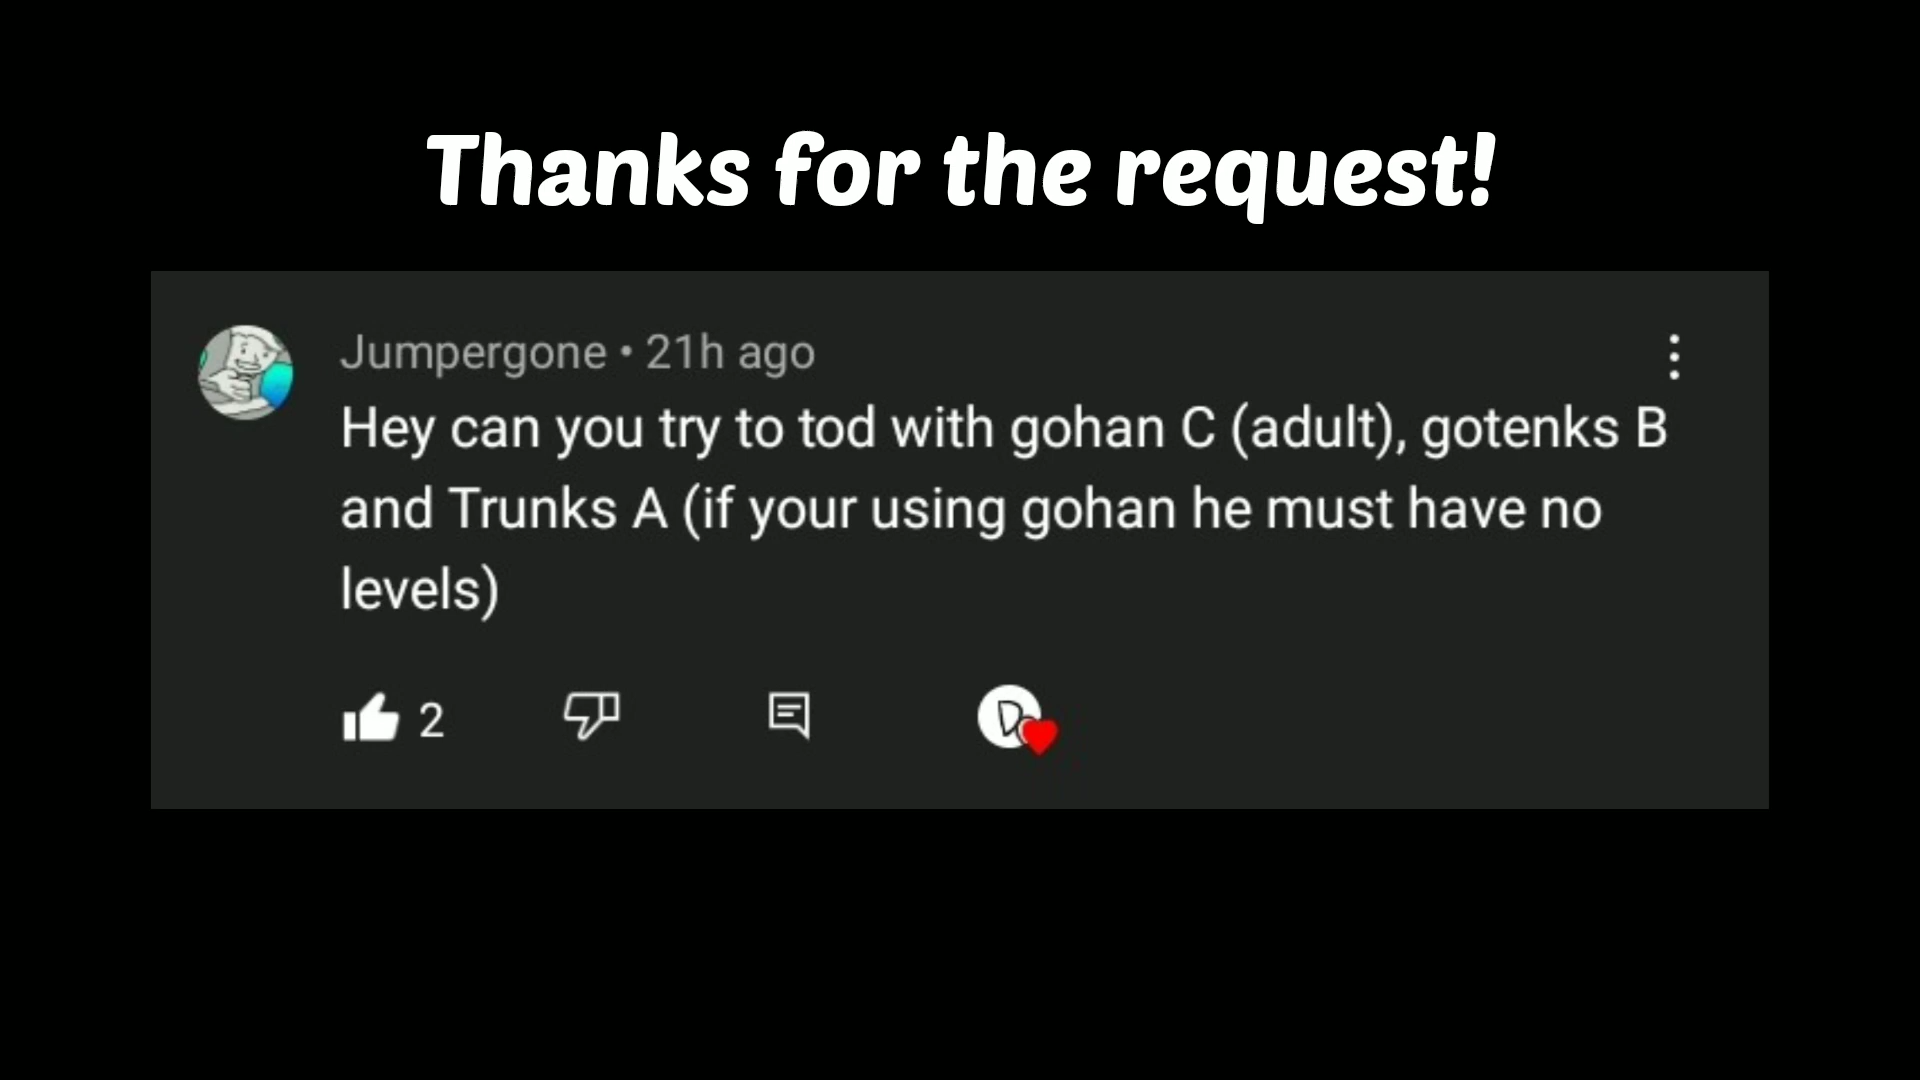 Thanks for the request!
Jumpergone • 21h ago
Hey can you try to tod with gohan C (adult), gotenks B
and Trunks A (if your using gohan he must have no
levels)
2
D